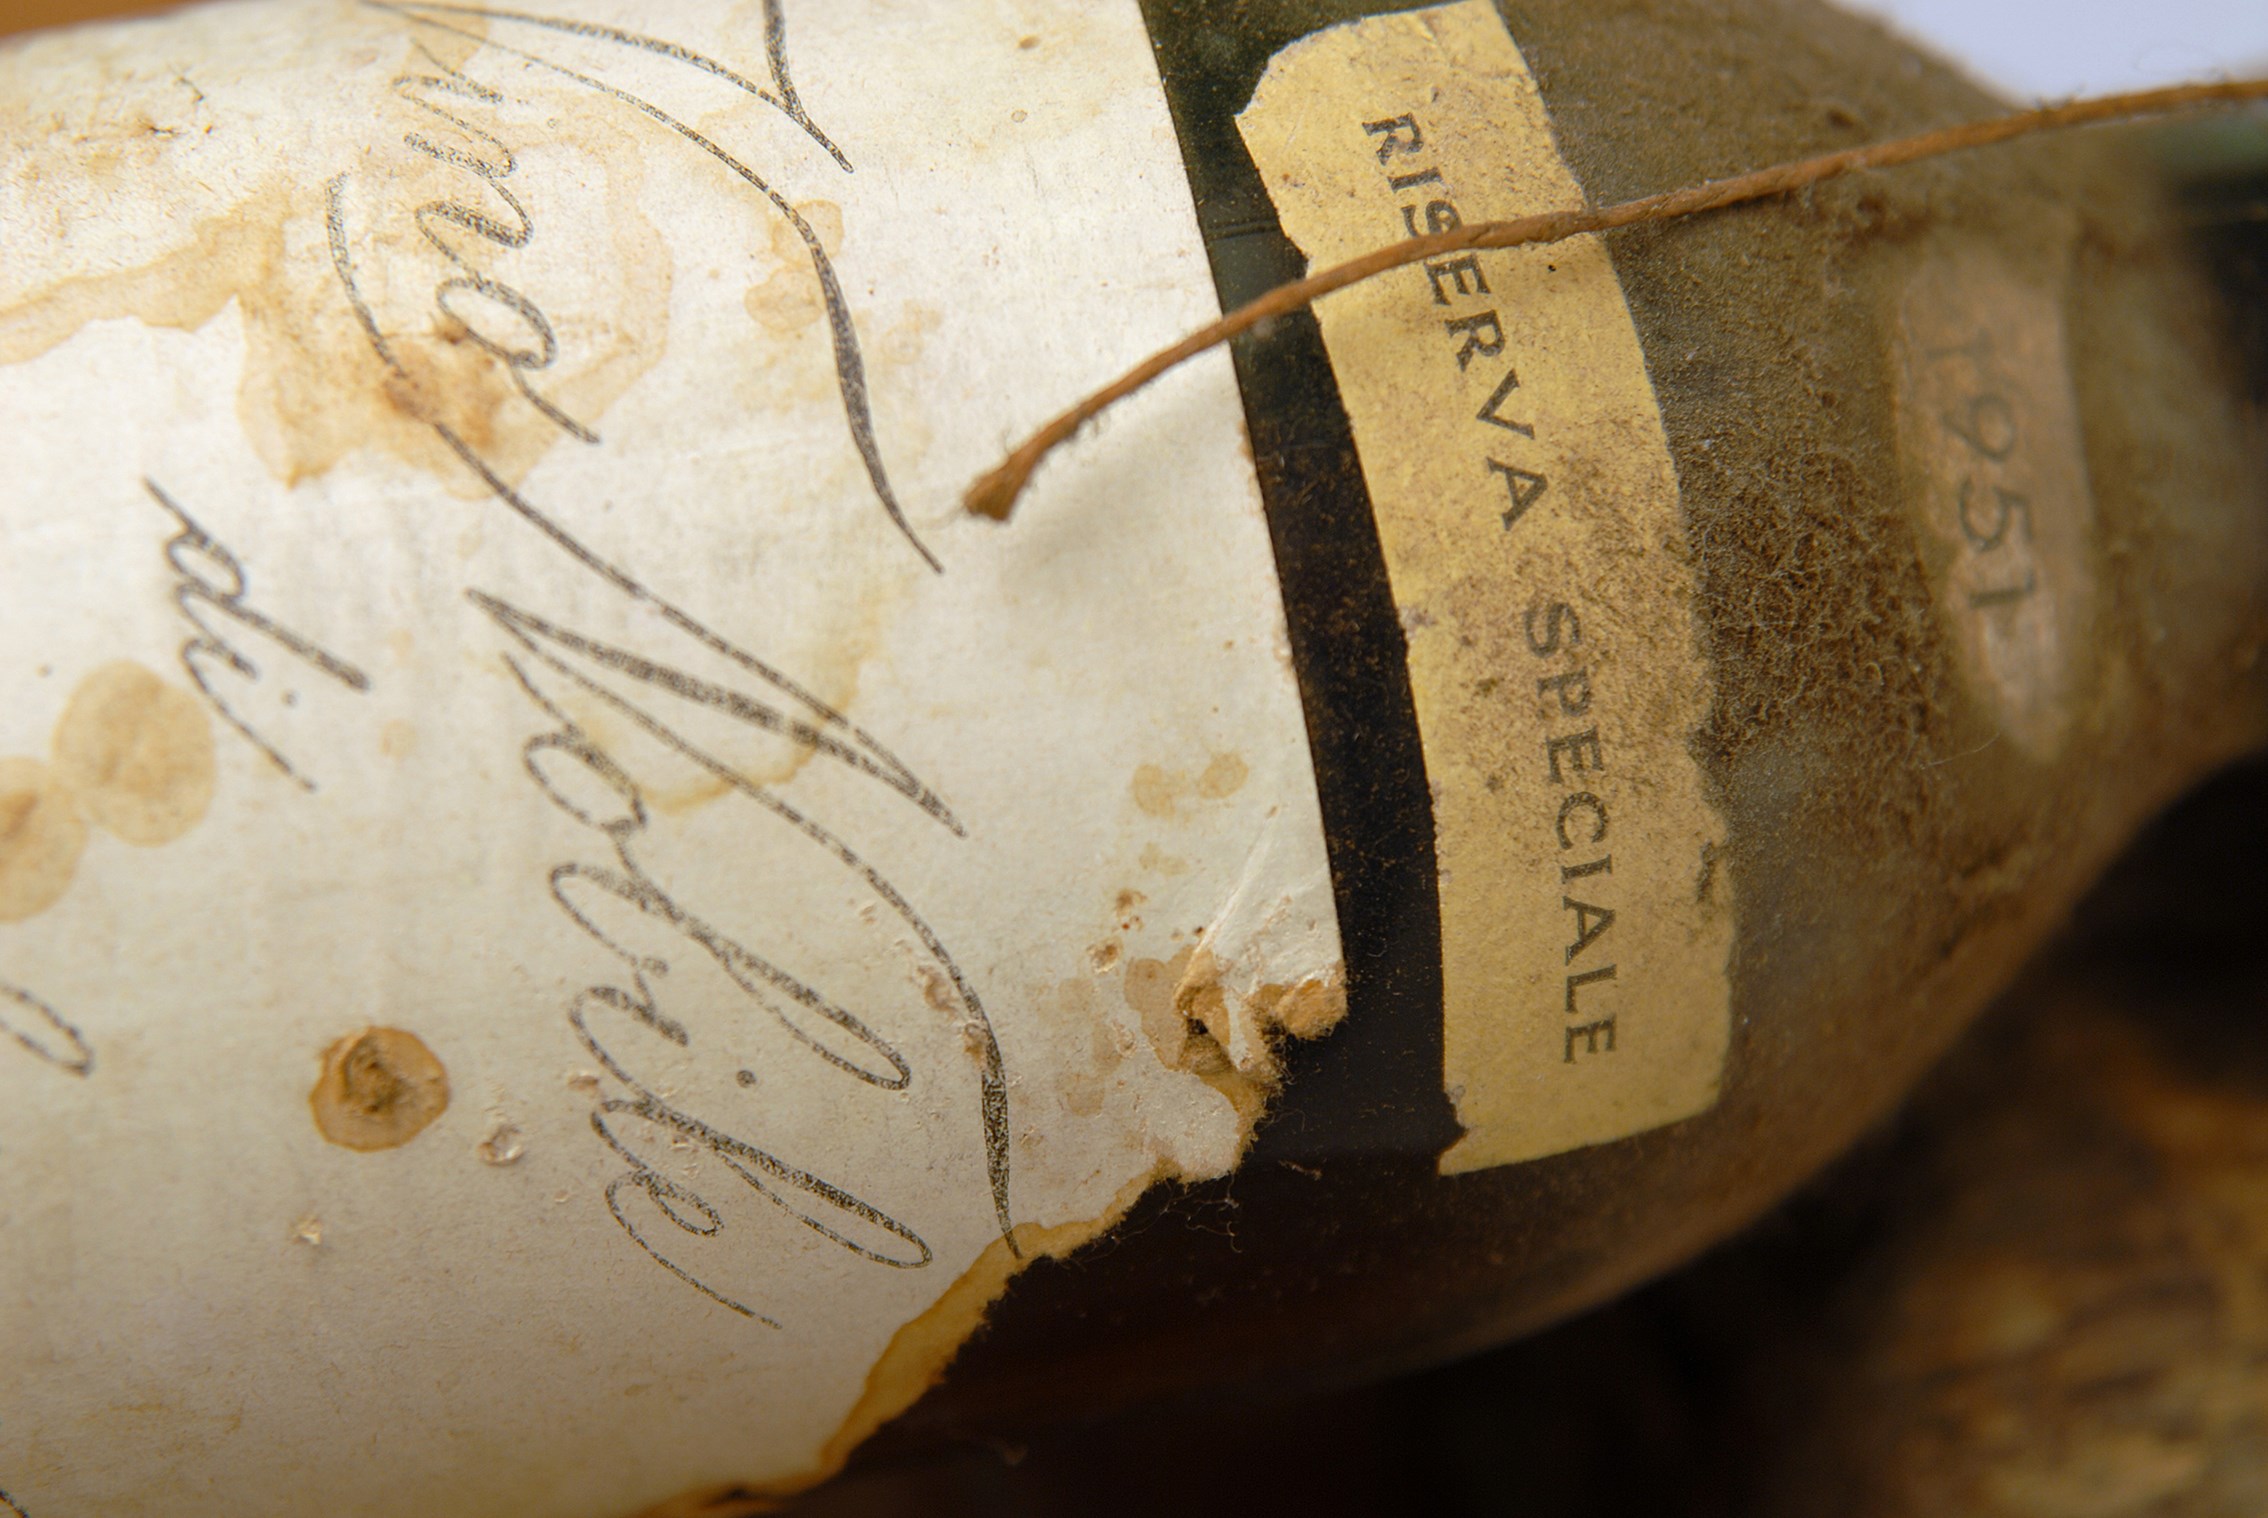 1951
RISERVA SPECIALE
Nobile
di